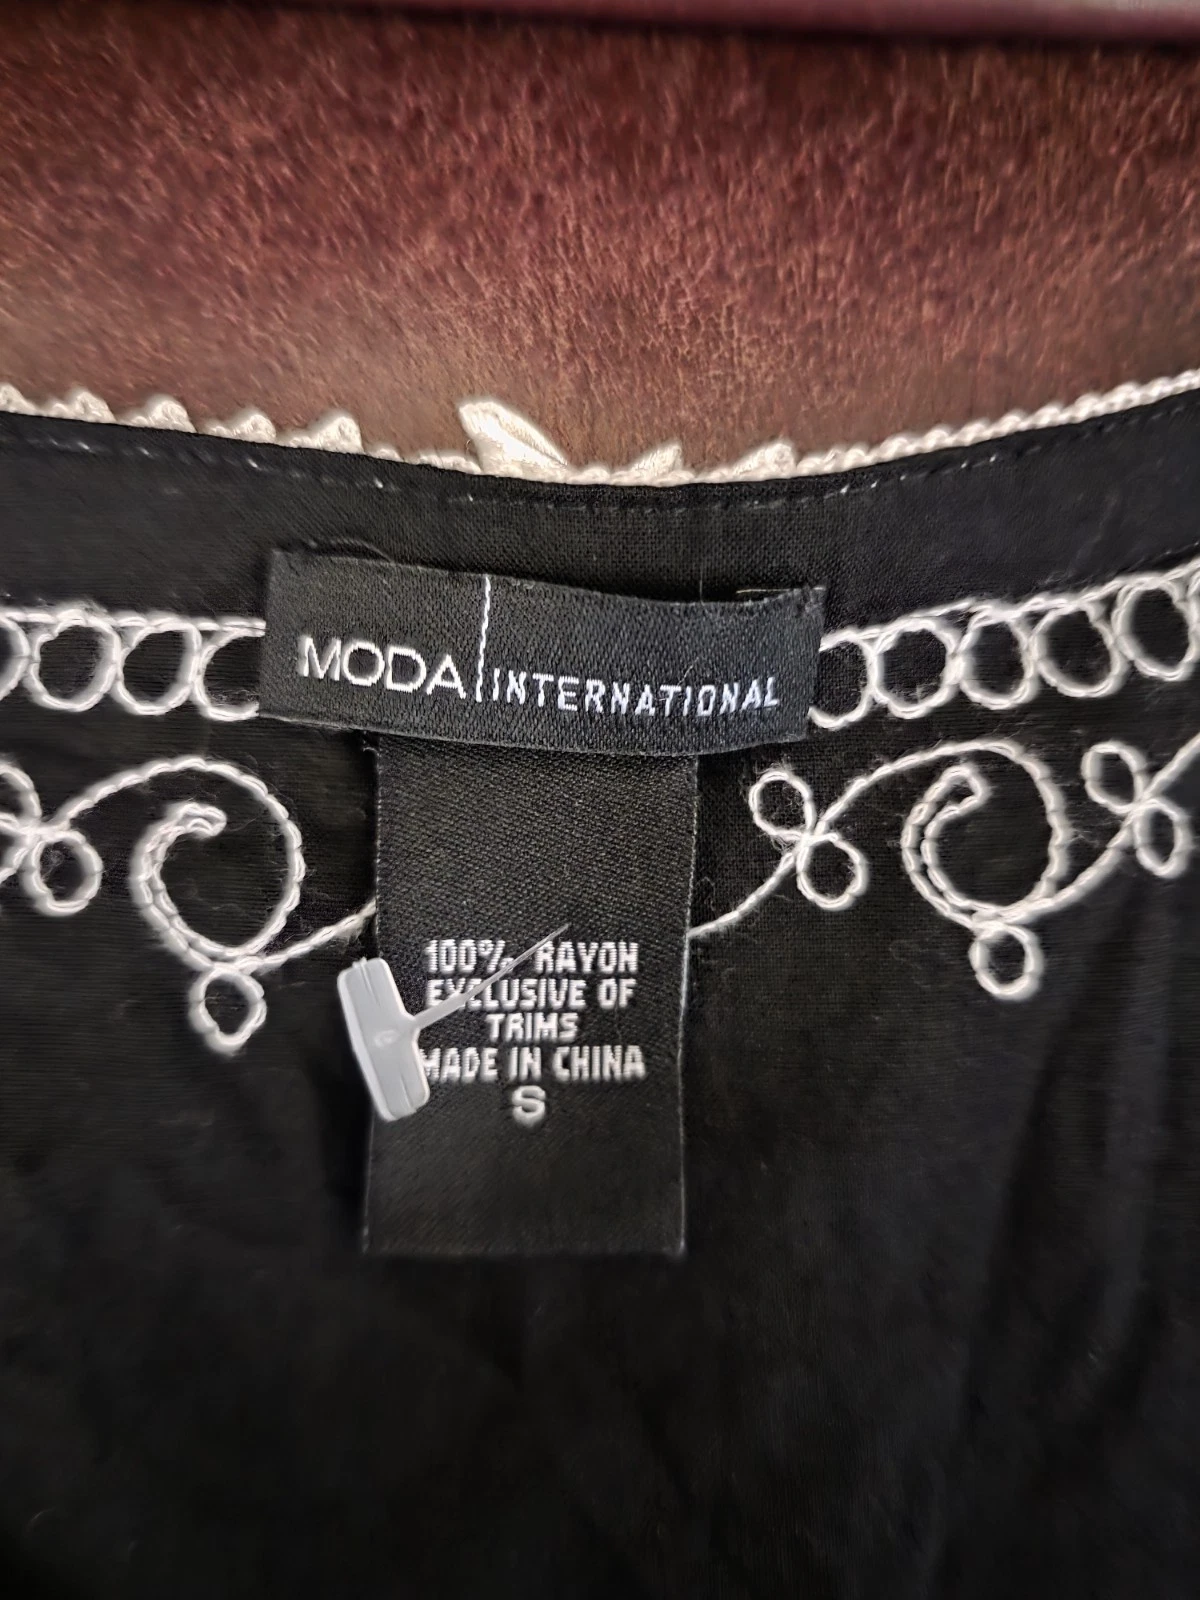 MODA | INTERNATIONAL
100% RAYON
EXCLUSIVE OF
TRIMS
MADE IN CHINA
S